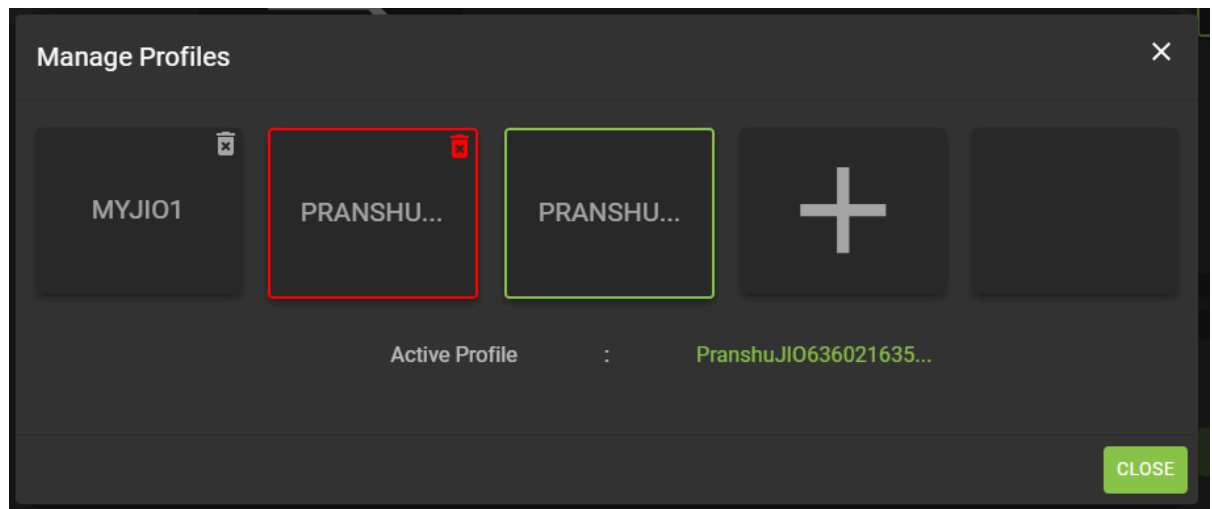 Manage Profiles
MYJIO1
PRANSHU...
PRANSHU...
Active Profile : PranshuJIO636021635...
CLOSE